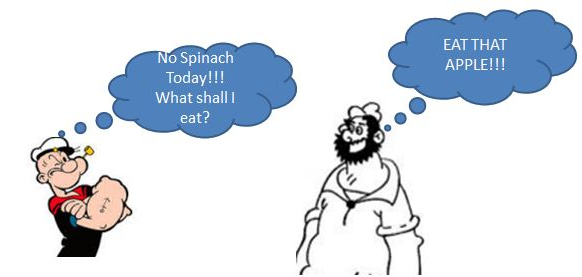 No Spinach
Today!!!
What shall I
eat?
EAT THAT
APPLE!!!